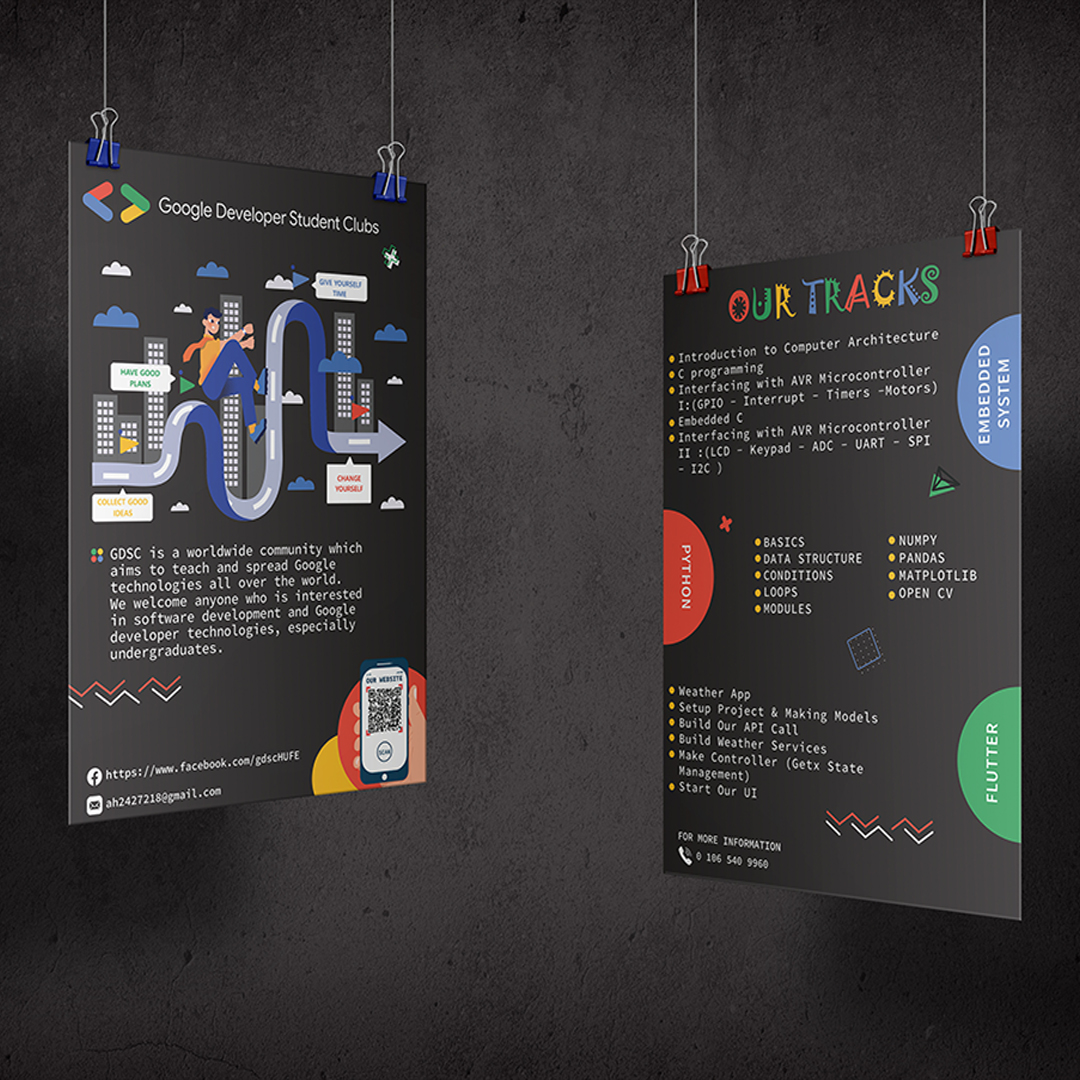 Google Developer Student Clubs
GIVE YOURSELF
TIME
HAVE GOOD
PLANS
COLLECT GOOD
IDEAS
CHANGE
YOURSELF
GDSC is a worldwide community which
aims to teach and spread Google
technologies all over the world.
We welcome anyone who is interested
in software development and Google
developer technologies, especially
undergraduates.
OUR WEBSITE
SCAN
https://www.facebook.com/gdscHUFE
ah2427218@gmail.com
OUR TRACKS
Introduction to Computer Architecture
C programming
Interfacing with AVR Microcontroller
I:(GPIO - Interrupt - Timers -Motors)
Embedded C
Interfacing with AVR Microcontroller
II :(LCD - Keypad - ADC - UART - SPI
- I2C )
EMBEDDED
SYSTEM
PYTHON
BASICS
DATA STRUCTURE
CONDITIONS
LOOPS
MODULES
NUMPY
PANDAS
MATPLOTLIB
OPEN CV
Weather App
Setup Project & Making Models
Build Our API Call
Build Weather Services
Make Controller (Getx State
Management)
Start Our UI
FLUTTER
FOR MORE INFORMATION
0 106 540 9960